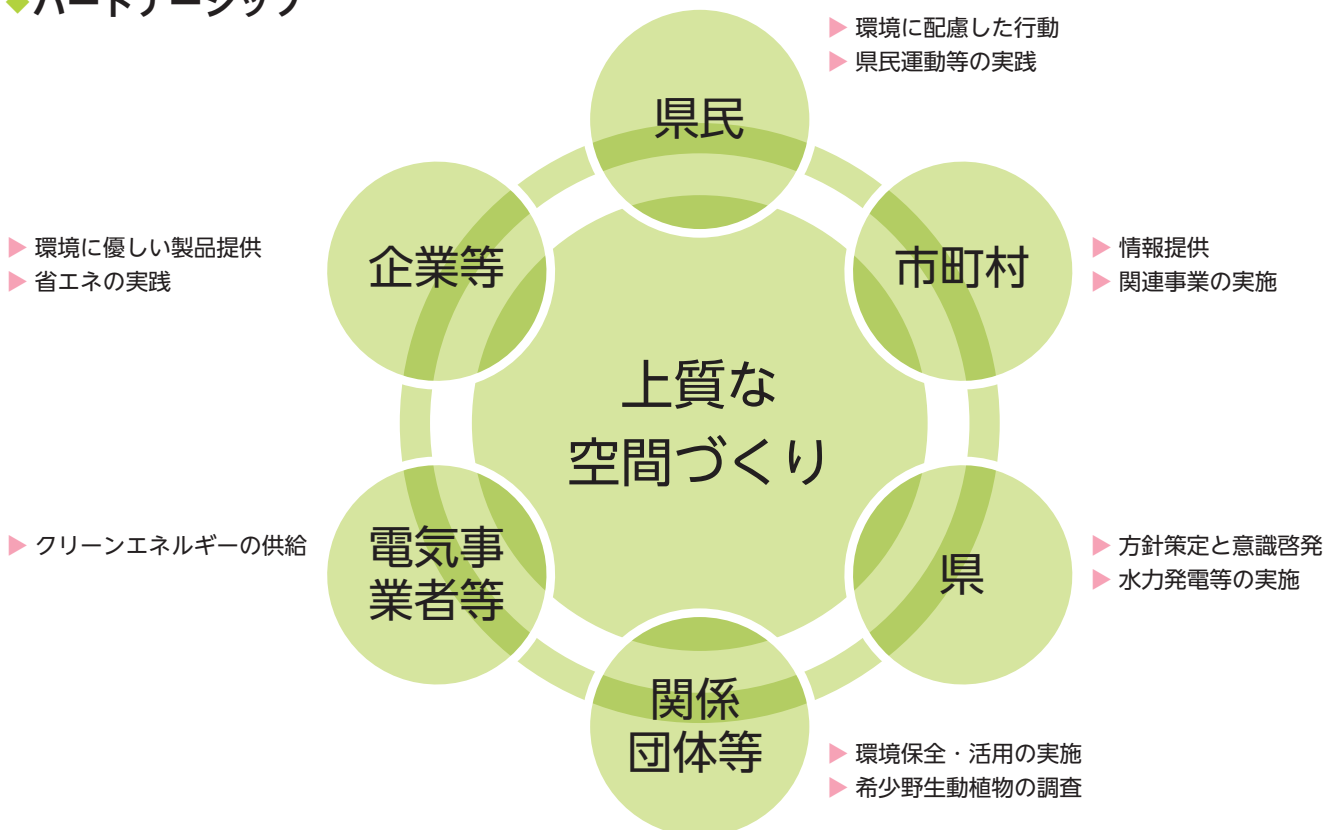 ◆パートナーシップ
▶ 環境に配慮した行動
▶ 県民運動等の実践
県民
企業等
▶ 環境に優しい製品提供
▶ 省エネの実践
市町村
▶ 情報提供
▶ 関連事業の実施
上質な
空間づくり
電気事
業者等
▶ クリーンエネルギーの供給
県
▶ 方針策定と意識啓発
▶ 水力発電等の実施
関係
団体等
▶ 環境保全・活用の実施
▶ 希少野生動植物の調査